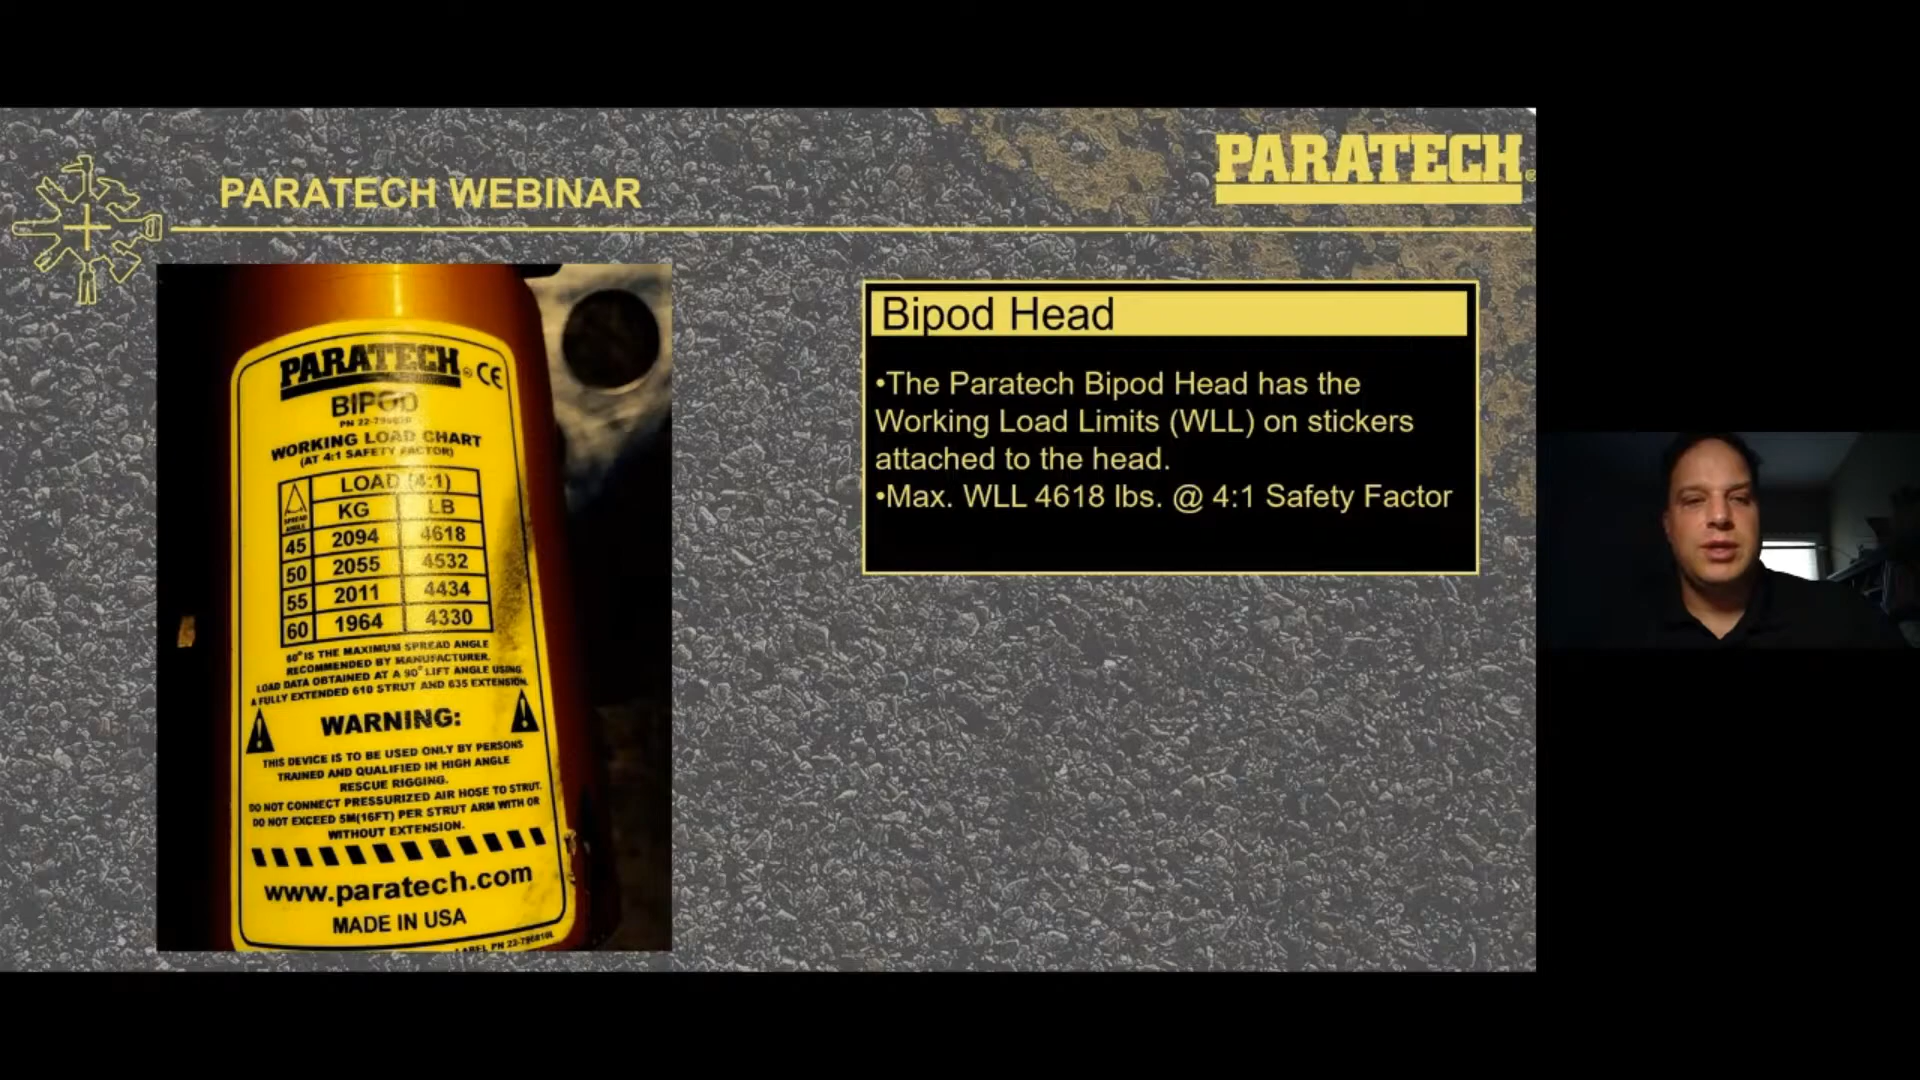 PARATECH WEBINAR
PARATECH
PARATECH® CE
BIPOD
WORKING LOAD CHART
(AT 4:1 SAFETY FACTOR)
LOAD (4:1)
SPREAD ANGLE KG LB
45 2094 4618
50 2055 4532
55 2011 4434
60 1964 4330
60° IS THE MAXIMUM SPREAD ANGLE
RECOMMENDED BY MANUFACTURER.
LOAD DATA OBTAINED AT A 90° LIFT ANGLE USING
A FULLY EXTENDED 610 STRUT AND 635 EXTENSION.
WARNING:
THIS DEVICE IS TO BE USED ONLY BY PERSONS
TRAINED AND QUALIFIED IN HIGH ANGLE
RESCUE RIGGING.
DO NOT CONNECT PRESSURIZED AIR HOSE TO STRUT.
DO NOT EXCEED 5M(16FT) PER STRUT ARM WITH OR
WITHOUT EXTENSION.
www.paratech.com
MADE IN USA
LABEL PN
Bipod Head
•The Paratech Bipod Head has the
Working Load Limits (WLL) on stickers
attached to the head.
•Max. WLL 4618 lbs. @ 4:1 Safety Factor